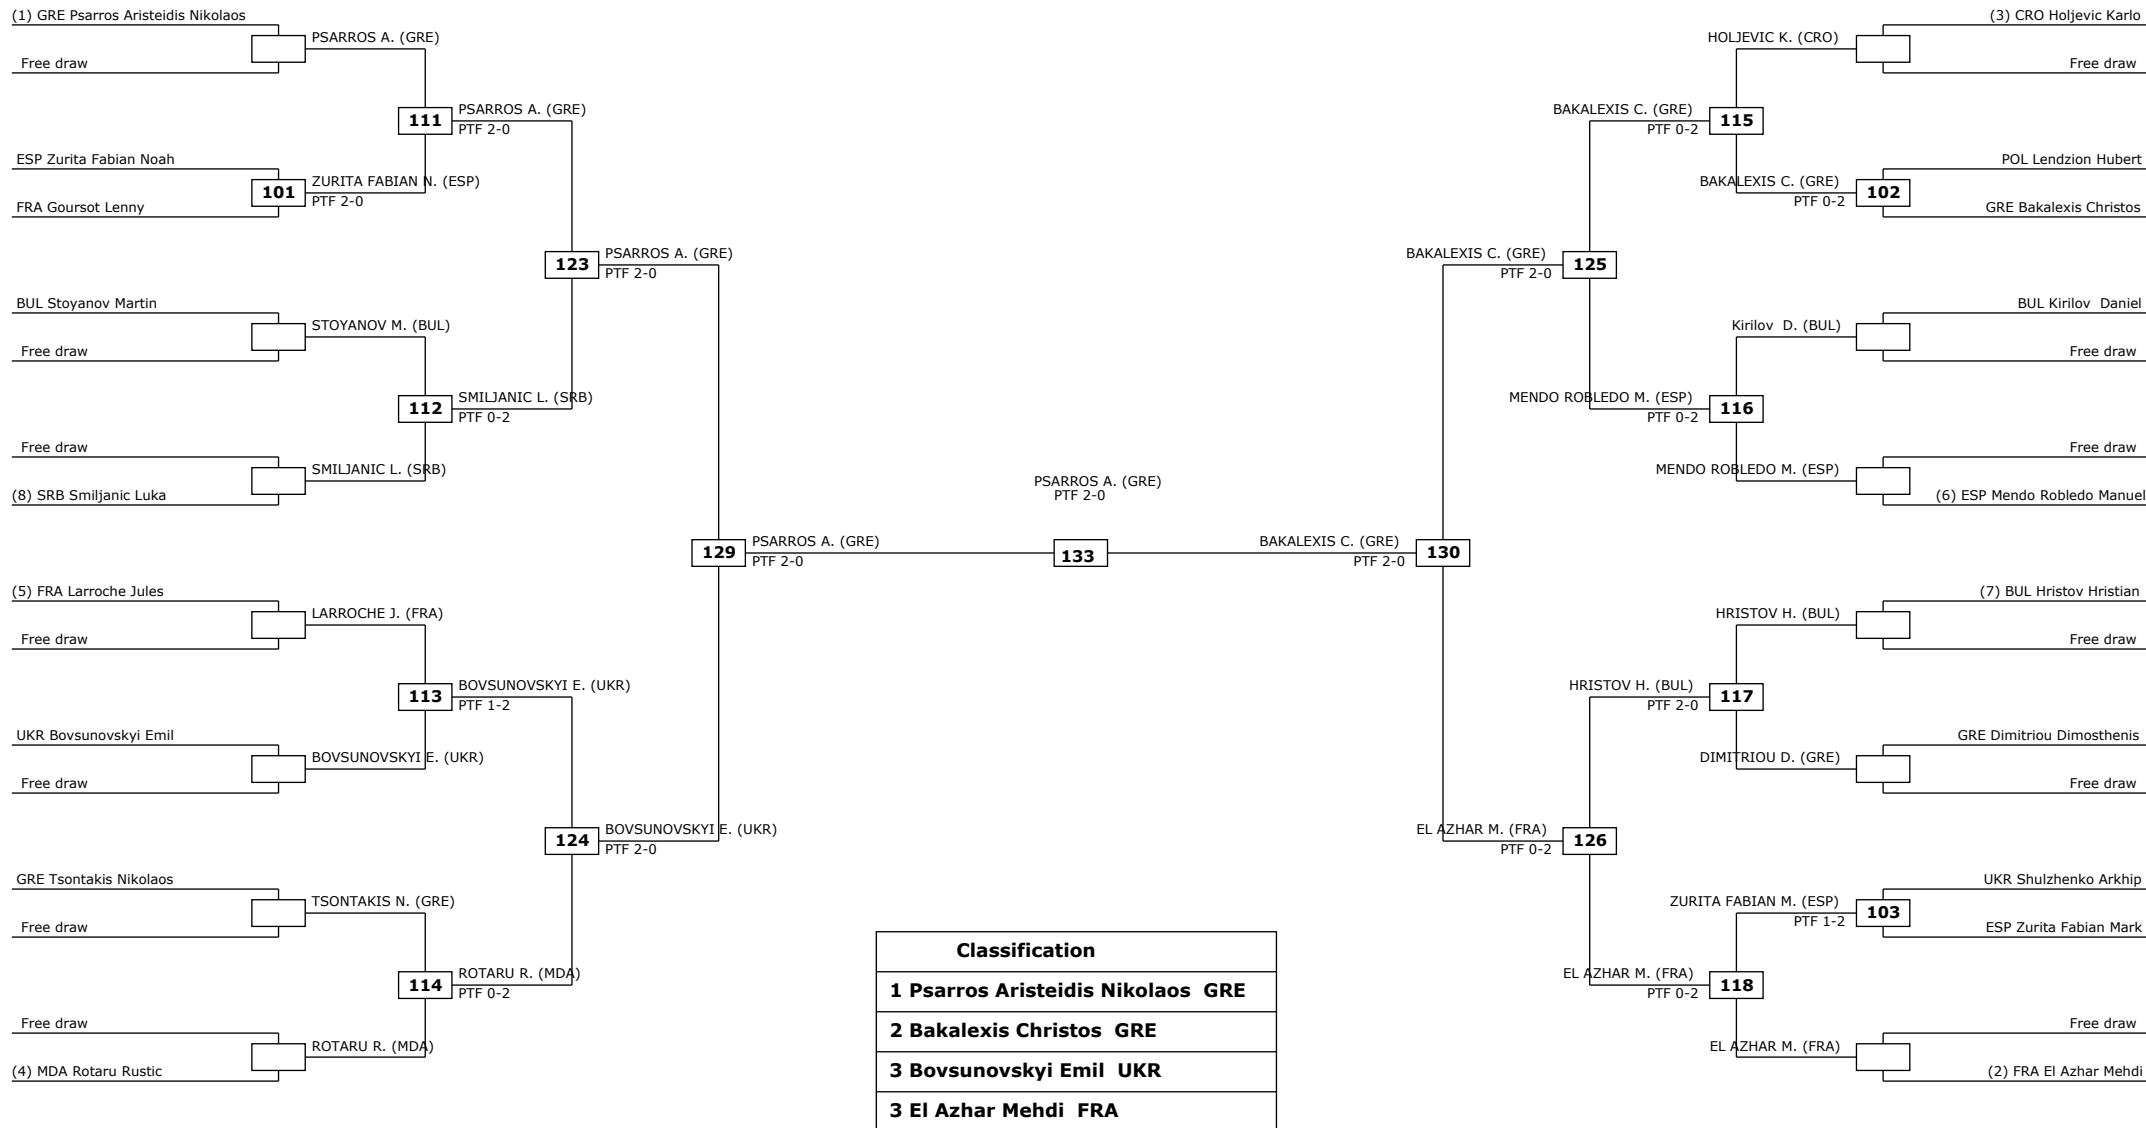 (1) GRE Psarros Aristeidis Nikolaos
PSARROS A. (GRE)
Free draw
111
PSARROS A. (GRE)
PTF 2-0
ESP Zurita Fabian Noah
101
ZURITA FABIAN N. (ESP)
PTF 2-0
FRA Goursot Lenny
123
PSARROS A. (GRE)
PTF 2-0
BUL Stoyanov Martin
STOYANOV M. (BUL)
Free draw
112
SMILJANIC L. (SRB)
PTF 0-2
Free draw
SMILJANIC L. (SRB)
(8) SRB Smiljanic Luka
129
PSARROS A. (GRE)
PTF 2-0
(5) FRA Larroche Jules
LARROCHE J. (FRA)
Free draw
113
BOVSUNOVSKYI E. (UKR)
PTF 1-2
UKR Bovsunovskyi Emil
BOVSUNOVSKYI E. (UKR)
Free draw
124
BOVSUNOVSKYI E. (UKR)
PTF 2-0
GRE Tsontakis Nikolaos
TSONTAKIS N. (GRE)
Free draw
114
ROTARU R. (MDA)
PTF 0-2
Free draw
ROTARU R. (MDA)
(4) MDA Rotaru Rustic
PSARROS A. (GRE)
PTF 2-0
133
(3) CRO Holjevic Karlo
HOLJEVIC K. (CRO)
Free draw
BAKALEXIS C. (GRE)
PTF 0-2
115
POL Lendzion Hubert
BAKALEXIS C. (GRE)
PTF 0-2
102
GRE Bakalexis Christos
BAKALEXIS C. (GRE)
PTF 2-0
125
BUL Kirilov  Daniel
Kirilov  D. (BUL)
Free draw
MENDO ROBLEDO M. (ESP)
PTF 0-2
116
Free draw
MENDO ROBLEDO M. (ESP)
(6) ESP Mendo Robledo Manuel
BAKALEXIS C. (GRE)
PTF 2-0
130
(7) BUL Hristov Hristian
HRISTOV H. (BUL)
Free draw
HRISTOV H. (BUL)
PTF 2-0
117
GRE Dimitriou Dimosthenis
DIMITRIOU D. (GRE)
Free draw
EL AZHAR M. (FRA)
PTF 0-2
126
UKR Shulzhenko Arkhip
ZURITA FABIAN M. (ESP)
PTF 1-2
103
ESP Zurita Fabian Mark
EL AZHAR M. (FRA)
PTF 0-2
118
Free draw
EL AZHAR M. (FRA)
(2) FRA El Azhar Mehdi
Classification
1 Psarros Aristeidis Nikolaos  GRE
2 Bakalexis Christos  GRE
3 Bovsunovskyi Emil  UKR
3 El Azhar Mehdi  FRA